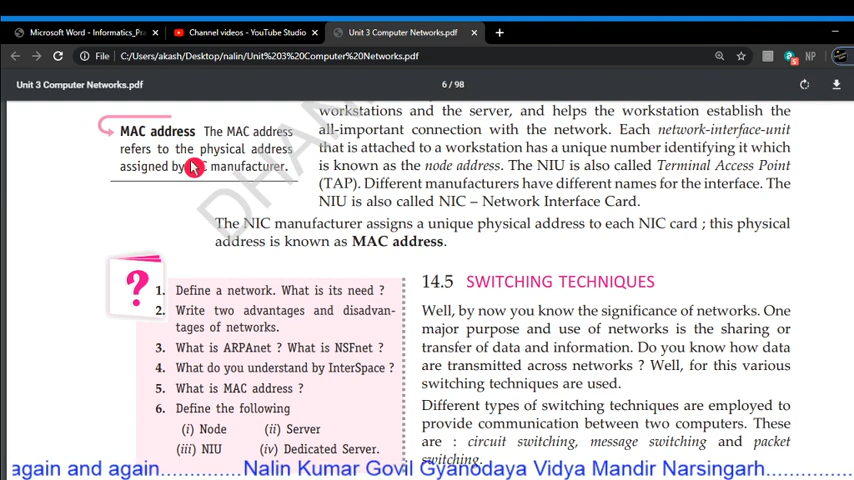 Microsoft Word - Informatics_Pra
Channel videos - YouTube Studio
Unit 3 Computer Networks.pdf
File C:/Users/akash/Desktop/nalin/Unit%203%20Computer%20Networks.pdf
NP
Unit 3 Computer Networks.pdf
6 / 98
MAC address The MAC address
refers to the physical address
assigned by manufacturer.
workstations and the server, and helps the workstation establish the
all-important connection with the network. Each network-interface-unit
that is attached to a workstation has a unique number identifying it which
is known as the node address. The NIU is also called Terminal Access Point
(TAP). Different manufacturers have different names for the interface. The
NIU is also called NIC – Network Interface Card.
The NIC manufacturer assigns a unique physical address to each NIC card ; this physical
address is known as MAC address.
?
1. Define a network. What is its need ?
2. Write two advantages and disadvan-
tages of networks.
3. What is ARPAnet ? What is NSFnet ?
4. What do you understand by InterSpace ?
5. What is MAC address ?
6. Define the following
(i) Node (ii) Server
(iii) NIU (iv) Dedicated Server.
14.5 SWITCHING TECHNIQUES
Well, by now you know the significance of networks. One
major purpose and use of networks is the sharing or
transfer of data and information. Do you know how data
are transmitted across networks ? Well, for this various
switching techniques are used.
Different types of switching techniques are employed to
provide communication between two computers. These
are : circuit switching, message switching and packet
switching.
DHAN
again and again.............. Nalin Kumar Govil Gyanodaya Vidya Mandir Narsingarh...............